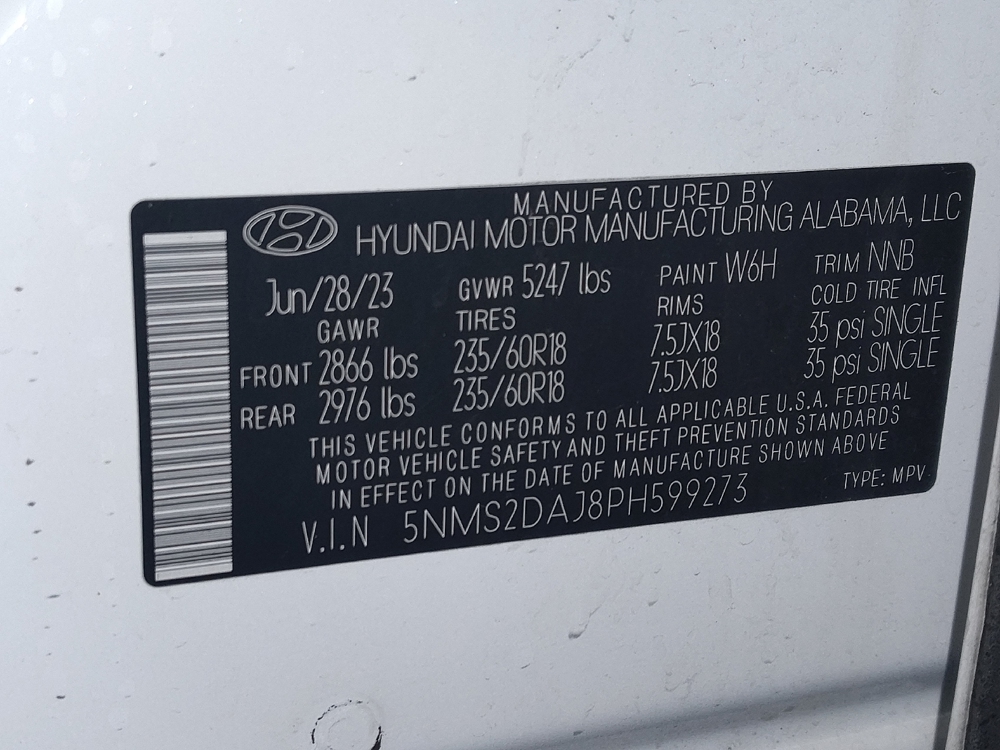 MANUFACTURED BY
HYUNDAI MOTOR MANUFACTURING ALABAMA, LLC
Jun/28/23 GVWR 5247 lbs PAINT W6H TRIM NNB
GAWR TIRES RIMS COLD TIRE INFL
FRONT 2866 lbs 235/60R18 7.5JX18 35 psi SINGLE
REAR 2976 lbs 235/60R18 7.5JX18 35 psi SINGLE
THIS VEHICLE CONFORMS TO ALL APPLICABLE U.S.A. FEDERAL
MOTOR VEHICLE SAFETY AND THEFT PREVENTION STANDARDS
IN EFFECT ON THE DATE OF MANUFACTURE SHOWN ABOVE
V.I.N 5NMS2DAJ8PH599273 TYPE: MPV